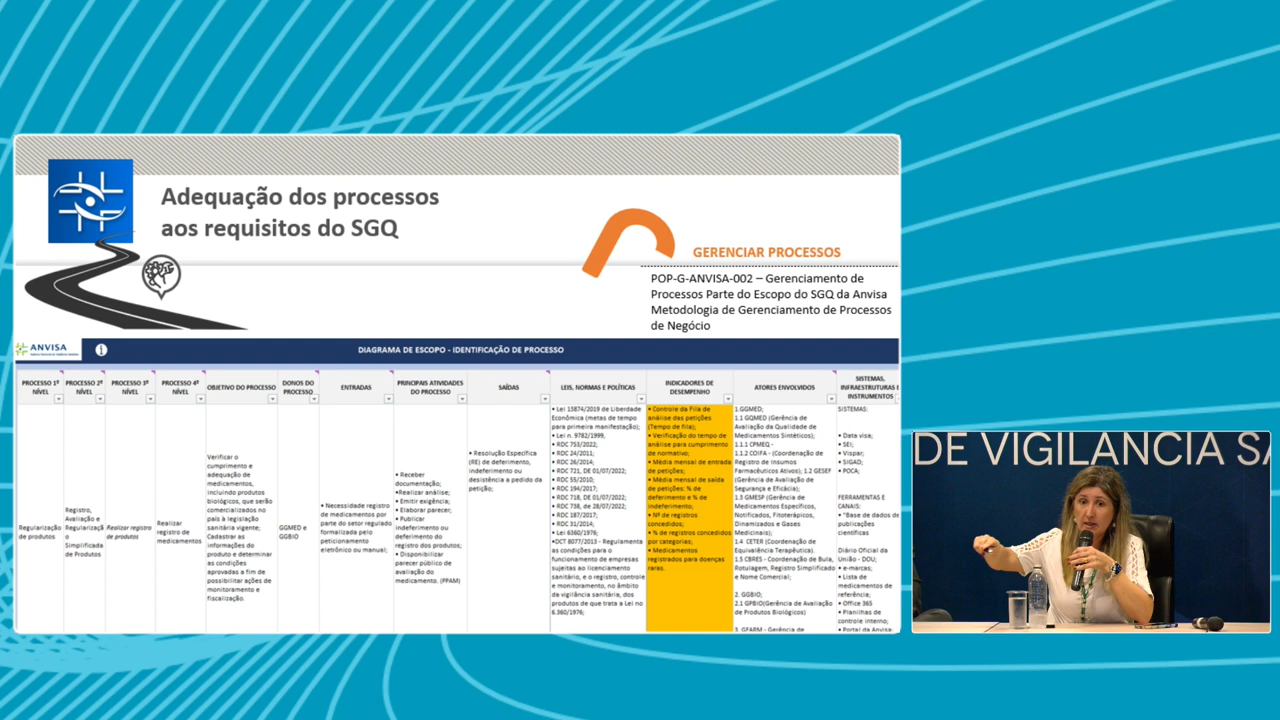 Adequação dos processos
aos requisitos do SGQ
GERENCIAR PROCESSOS
POP-G-ANVISA-002 – Gerenciamento de
Processos Parte do Escopo do SGQ da Anvisa
Metodologia de Gerenciamento de Processos
de Negócio
ANVISA
DIAGRAMA DE ESCOPO - IDENTIFICAÇÃO DE PROCESSO
PROCESSO 1º
NÍVEL
PROCESSO 2º
NÍVEL
PROCESSO 3º
NÍVEL
PROCESSO 4º
NÍVEL
OBJETIVO DO PROCESSO
DONOS DO
PROCESSO
ENTRADAS
PRINCIPAIS ATIVIDADES
DO PROCESSO
SAÍDAS
LEIS, NORMAS E POLÍTICAS
INDICADORES DE
DESEMPENHO
ATORES ENVOLVIDOS
SISTEMAS,
INFRAESTRUTURAS E
INSTRUMENTOS
Regularização
de produtos
Registro,
Avaliação e
Regularizaçã
o
Simplificada
de Produtos
Realizar registro
de produtos
Realizar
registro de
medicamentos
Verificar o
cumprimento e
adequação de
medicamentos,
incluindo produtos
biológicos, que serão
comercializados no
país à legislação
sanitária vigente;
Cadastrar as
informações do
produto e determinar
as condições
aprovadas a fim de
possibilitar ações de
monitoramento e
fiscalização.
GGMED e
GGBIO
• Necessidade registro
de medicamentos por
parte do setor regulado
formalizada pelo
peticionamento
eletrônico ou manual;
• Receber
documentação;
•Realizar análise;
• Emitir exigência;
• Elaborar parecer;
• Publicar
indeferimento ou
deferimento do
registro dos produtos;
• Disponibilizar
parecer público de
avaliação do
medicamento. (PPAM)
• Resolução Específica
(RE) de deferimento,
indeferimento ou
desistência a pedido da
petição;
• Lei 13874/2019 de Liberdade
Econômica (metas de tempo
para primeira manifestação);
• Lei n. 9782/1999,
• RDC 753/2022;
• RDC 24/2011;
• RDC 26/2014;
• RDC 721, DE 01/07/2022;
• RDC 55/2010;
• RDC 194/2017;
• RDC 718, DE 01/07/2022;
• RDC 738, de 28/07/2022;
• RDC 187/2017;
• RDC 31/2014;
• Lei 6360/1976;
•DCT 8077/2013 - Regulamenta
as condições para o
funcionamento de empresas
sujeitas ao licenciamento
sanitário, e o registro, controle
e monitoramento, no âmbito
da vigilância sanitária, dos
produtos de que trata a Lei no
6.360/1976;
• Controle da Fila de
análise das petições
(Tempo de fila);
• Verificação do tempo de
análise para cumprimento
de normativo;
• Média mensal de entrada
de petições;
• Média mensal de saída
de petições: % de
deferimento e % de
indeferimento;
• Nº de registros
concedidos;
• % de registros concedidos
por categorias;
• Medicamentos
registrados para doenças
raras.
1.GGMED;
1.1 GQMED (Gerência de
Avaliação da Qualidade de
Medicamentos Sintéticos);
1.1.1 CPMEQ -
1.1.2 COIFA - (Coordenação de
Registro de Insumos
Farmacêuticos Ativos); 1.2 GESEF
(Gerência de Avaliação de
Segurança e Eficácia);
1.3 GMESP (Gerência de
Medicamentos Específicos,
Notificados, Fitoterápicos,
Dinamizados e Gases
Medicinais);
1.4 CETER (Coordenação de
Equivalência Terapêutica).
1.5 CBRES - Coordenação de Bula,
Rotulagem, Registro Simplificado
e Nome Comercial;
2. GGBIO;
2.1 GPBIO(Gerência de Avaliação
de Produtos Biológicos)
3. GFARM - Gerência de
SISTEMAS:
• Data visa;
• SEI;
• Vispar;
• SIGAD;
• POCA;
FERRAMENTAS E
CANAIS:
• "Base de dados de
publicações
científicas
Diário Oficial da
União - DOU;
• e-marcas;
• Lista de
medicamentos de
referência;
• Office 365
• Planilhas de
controle interno;
• Portal da Anvisa;
DE VIGILANCIA SA